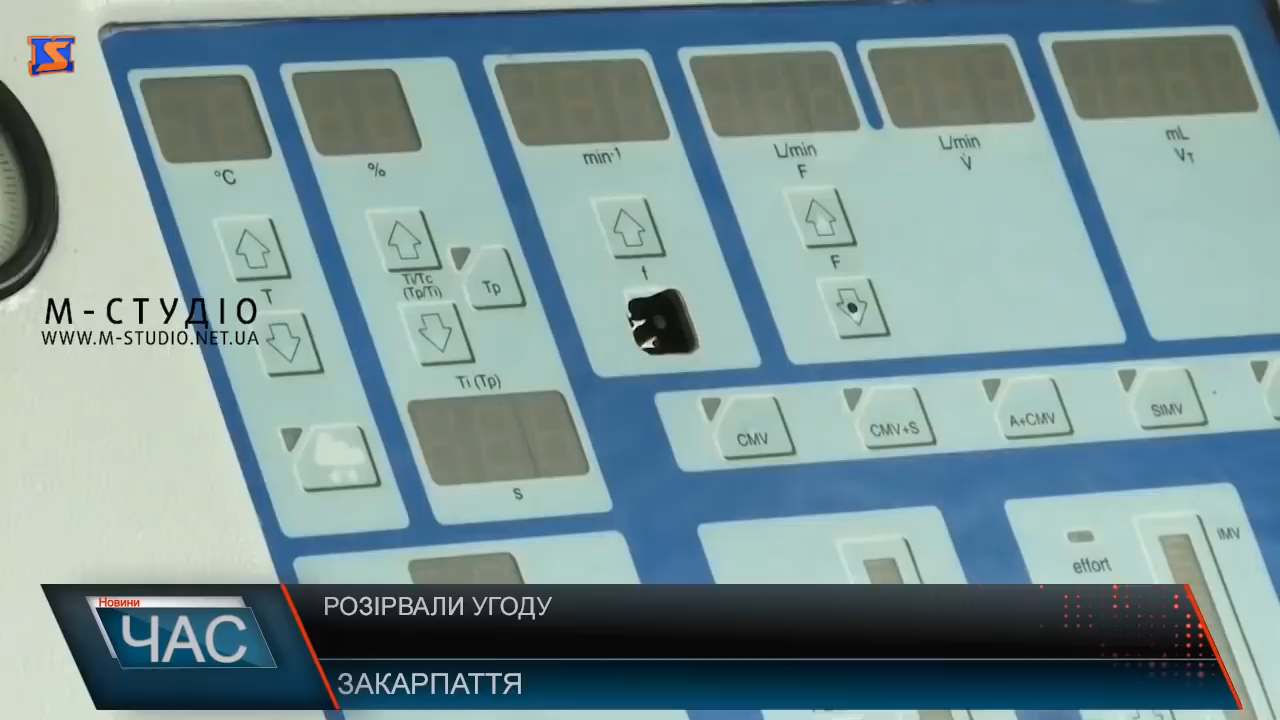 °C
%
min-1
L/min
F
L/min
V̇
mL
VT
Ti/Tc
(Tp/Ti)
Tp
f
F
T
М-СТУДІО
WWW.M-STUDIO.NET.UA
Ti (Tp)
S
CMV
CMV+S
A+CMV
SIMV
effort
IMV
Новини
ЧАС
РОЗІРВАЛИ УГОДУ
ЗАКАРПАТТЯ